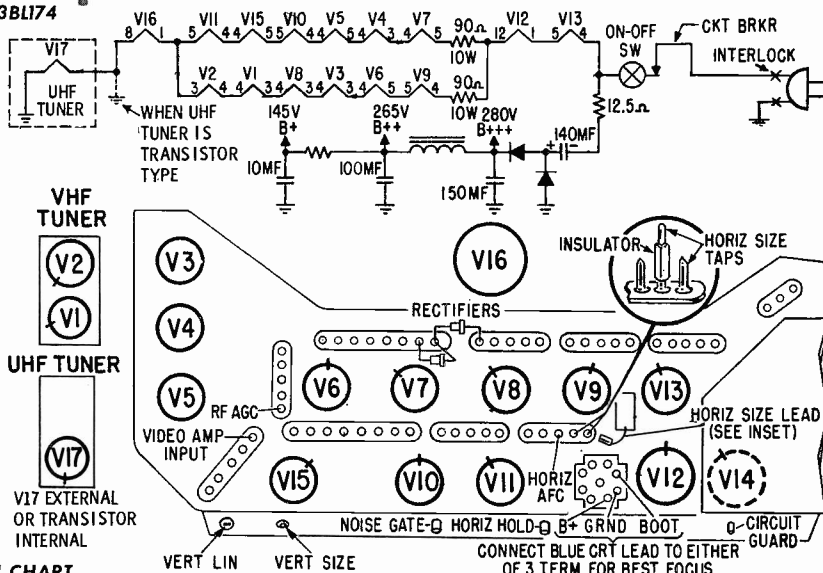 3BL174
V17
UHF
TUNER
8 V16 1
5 V11 4 4 V15 5 5 V10 4 5 V5 4 3 V4 4 4 V7 5
90Ω
10W
12 V12 1
5 V13 4
ON-OFF
SW
CKT BRKR
INTERLOCK
3 V2 4 3 V1 4 5 V8 4 4 V3 3 4 V6 5 4 V9 5
90Ω
10W
12.5Ω
WHEN UHF
TUNER IS
TRANSISTOR
TYPE
145V
B+
265V
B++
280V
B+++
+ 140MF -
10MF
100MF
150MF
VHF
TUNER
V2
V1
UHF TUNER
V17
V17 EXTERNAL
OR TRANSISTOR
INTERNAL
V3
V4
V5
V16
INSULATOR
HORIZ SIZE
TAPS
RECTIFIERS
V6
V7
V8
V9
V13
RF AGC
VIDEO AMP
INPUT
HORIZ SIZE LEAD
(SEE INSET)
V15
V10
V11
HORIZ
AFC
V12
V14
NOISE GATE
HORIZ HOLD
B+ GRND BOOT
CIRCUIT
GUARD
VERT LIN
VERT SIZE
CONNECT BLUE CRT LEAD TO EITHER
OF 3 TERM FOR BEST FOCUS
CHART